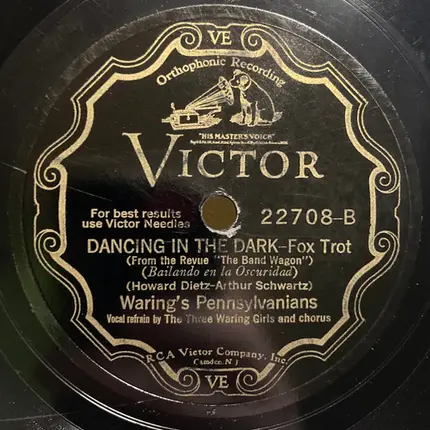 VE
Orthophonic Recording
"HIS MASTER'S VOICE"
VICTOR
For best results
use Victor Needles
22708-B
DANCING IN THE DARK-Fox Trot
(From the Revue "The Band Wagon")
(Bailando en la Oscuridad)
(Howard Dietz-Arthur Schwartz)
Waring's Pennsylvanians
Vocal refrain by The Three Waring Girls and chorus
RCA Victor Company, Inc.
Camden, N.J.
VE